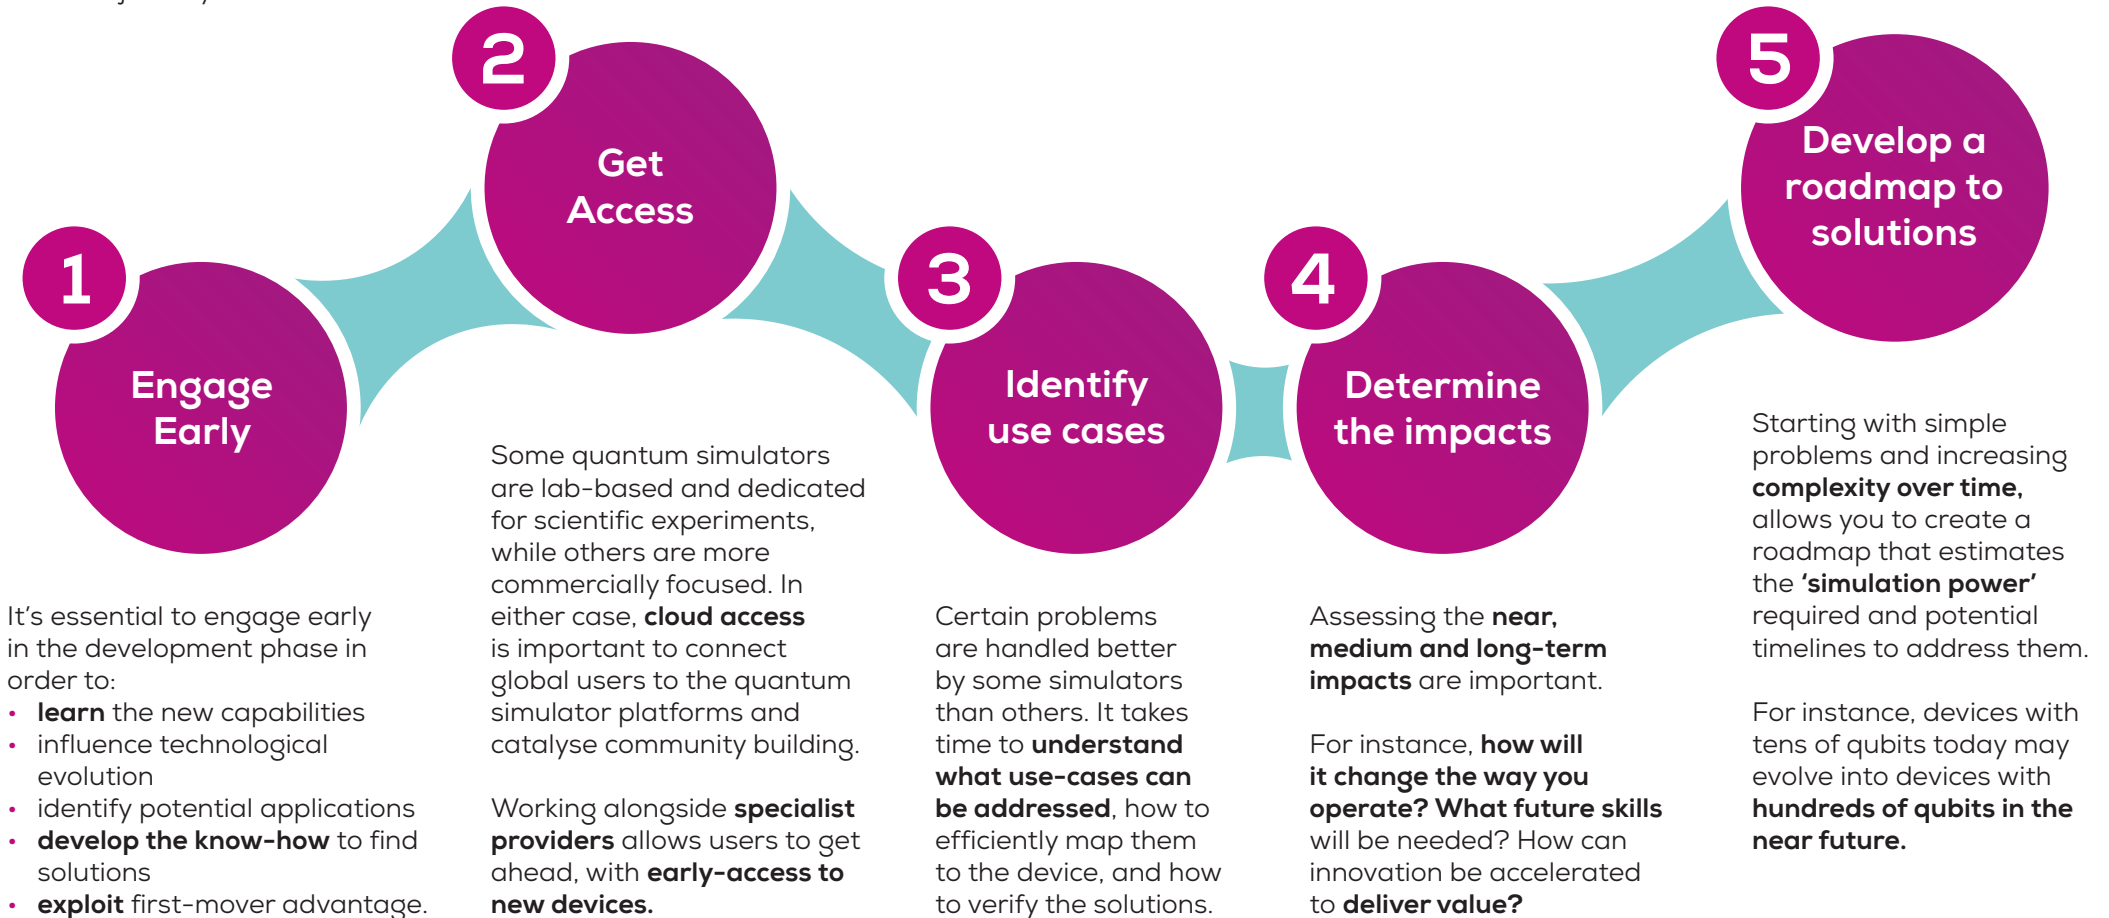 1
Engage
Early
It’s essential to engage early
in the development phase in
order to:
• learn the new capabilities
• influence technological
evolution
• identify potential applications
• develop the know-how to find
solutions
• exploit first-mover advantage.
2
Get
Access
Some quantum simulators
are lab-based and dedicated
for scientific experiments,
while others are more
commercially focused. In
either case, cloud access
is important to connect
global users to the quantum
simulator platforms and
catalyse community building.
Working alongside specialist
providers allows users to get
ahead, with early-access to
new devices.
3
Identify
use cases
Certain problems
are handled better
by some simulators
than others. It takes
time to understand
what use-cases can
be addressed, how to
efficiently map them
to the device, and how
to verify the solutions.
4
Determine
the impacts
Assessing the near,
medium and long-term
impacts are important.
For instance, how will
it change the way you
operate? What future skills
will be needed? How can
innovation be accelerated
to deliver value?
5
Develop a
roadmap to
solutions
Starting with simple
problems and increasing
complexity over time,
allows you to create a
roadmap that estimates
the ‘simulation power’
required and potential
timelines to address them.
For instance, devices with
tens of qubits today may
evolve into devices with
hundreds of qubits in the
near future.